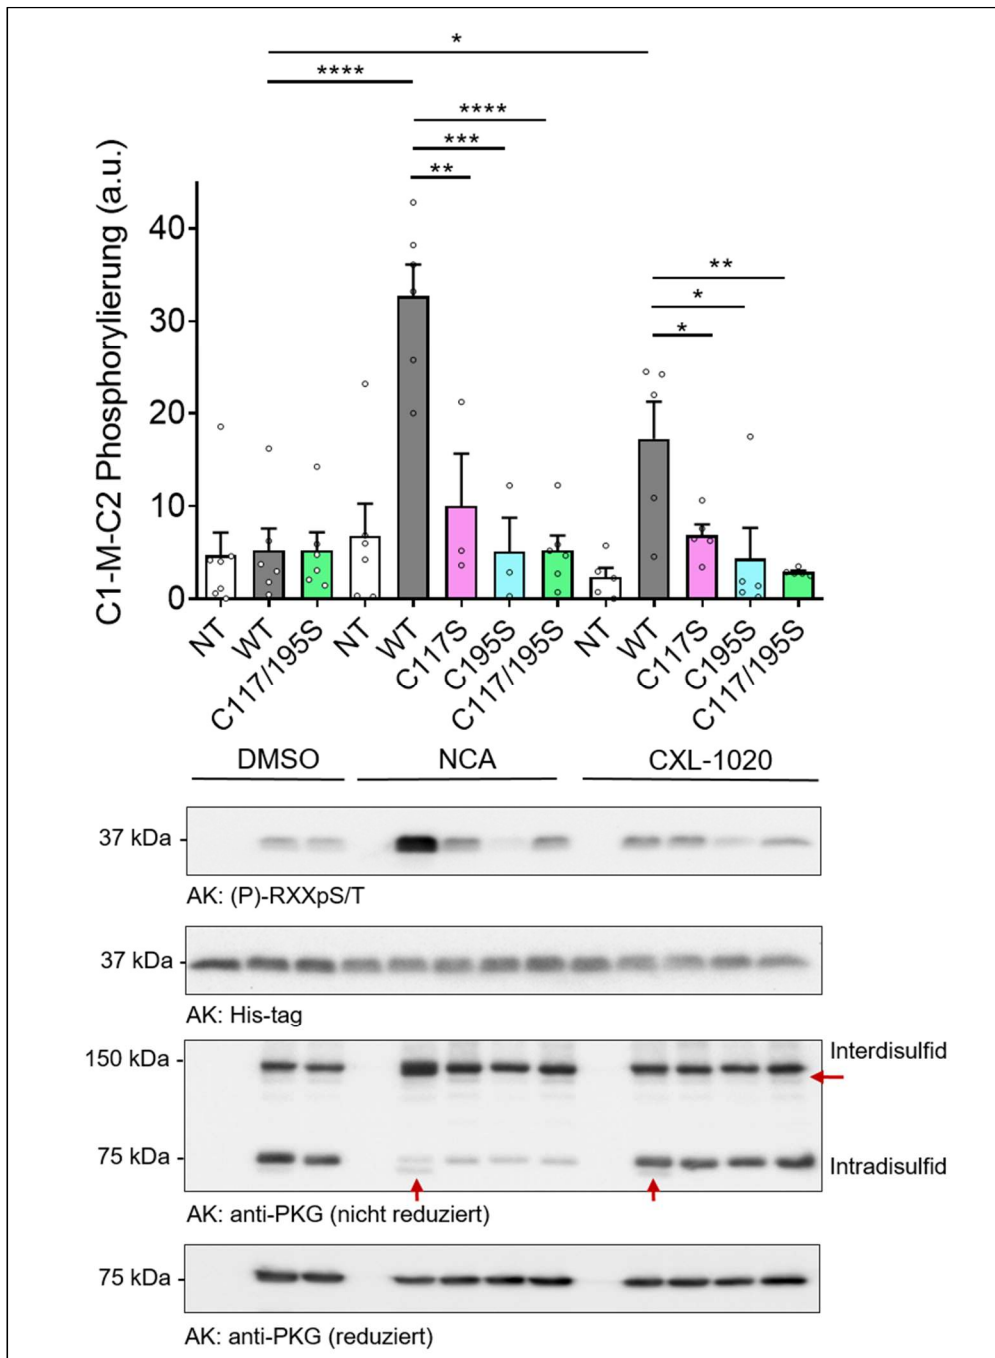 *
****
****
***
**
**
*
*
C1-M-C2 Phosphorylierung (a.u.)
40
30
20
10
0
NT WT C117/195S NT WT C117S C195S C117/195S NT WT C117S C195S C117/195S
DMSO NCA CXL-1020
37 kDa
AK: (P)-RXXpS/T
37 kDa
AK: His-tag
150 kDa Interdisulfid
75 kDa Intradisulfid
AK: anti-PKG (nicht reduziert)
75 kDa
AK: anti-PKG (reduziert)